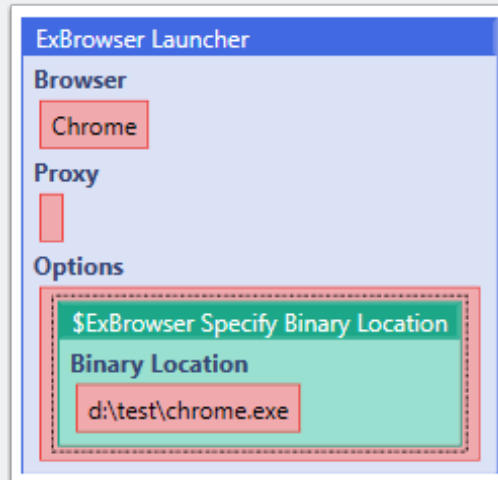 ExBrowser Launcher
Browser
Chrome
Proxy
Options
$ExBrowser Specify Binary Location
Binary Location
d:\test\chrome.exe